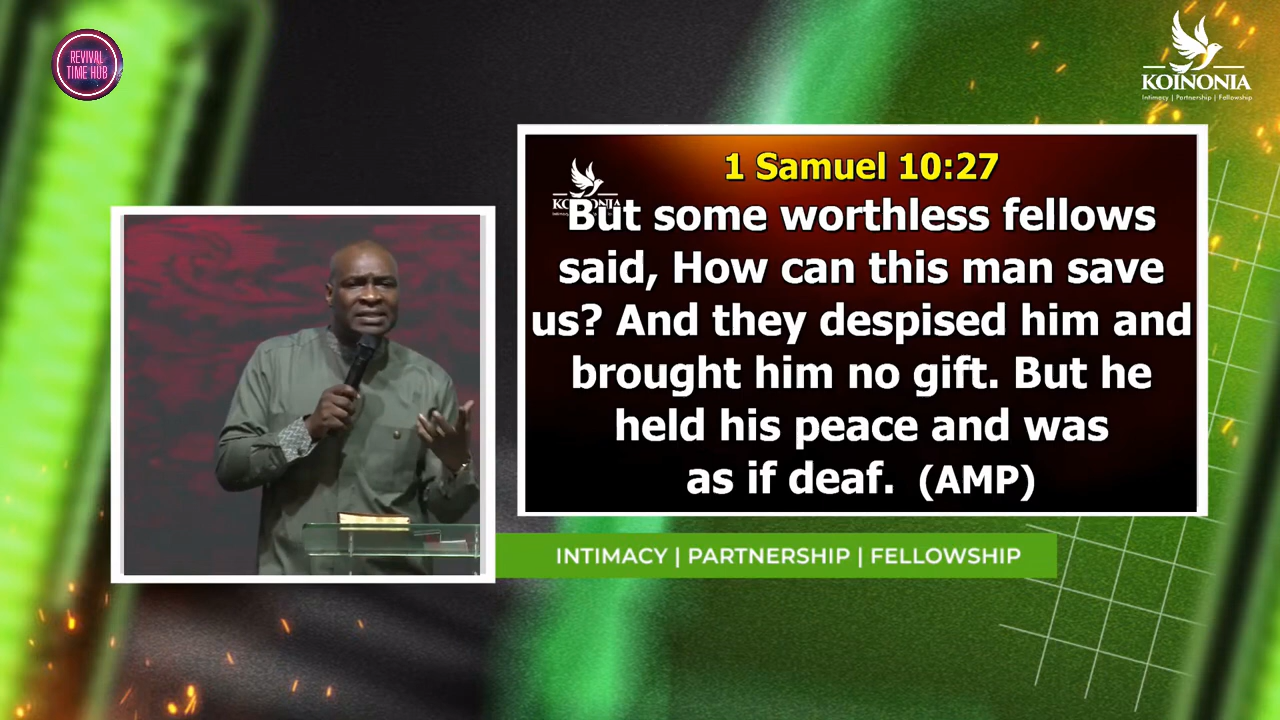 REVIVAL
TIME HUB
KOINONIA
Intimacy | Partnership | Fellowship
1 Samuel 10:27
KOINONIA
But some worthless fellows
said, How can this man save
us? And they despised him and
brought him no gift. But he
held his peace and was
as if deaf. (AMP)
INTIMACY | PARTNERSHIP | FELLOWSHIP